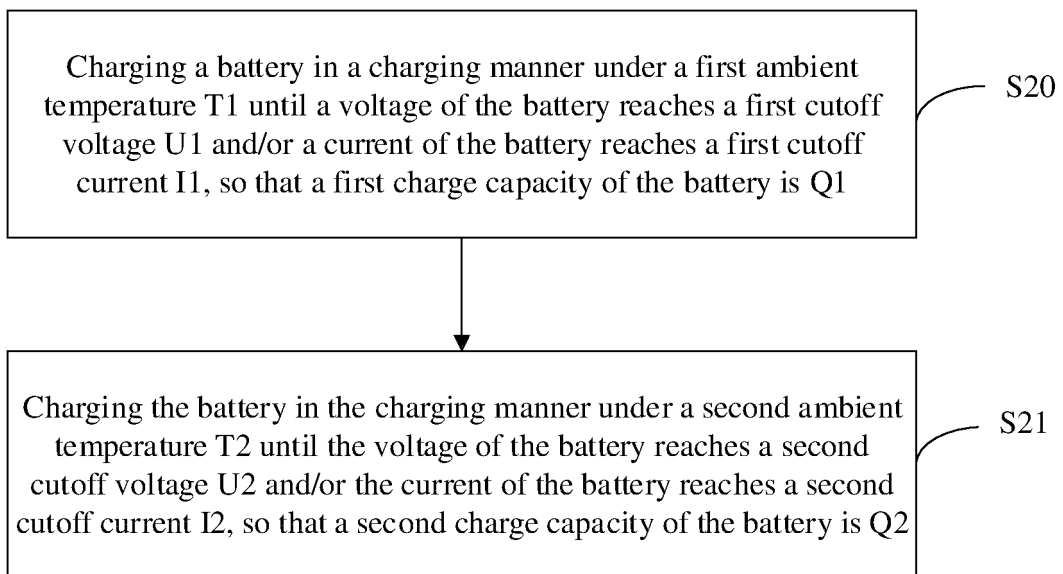 Charging a battery in a charging manner under a first ambient
temperature T1 until a voltage of the battery reaches a first cutoff
voltage U1 and/or a current of the battery reaches a first cutoff
current I1, so that a first charge capacity of the battery is Q1
S20
Charging the battery in the charging manner under a second ambient
temperature T2 until the voltage of the battery reaches a second
cutoff voltage U2 and/or the current of the battery reaches a second
cutoff current I2, so that a second charge capacity of the battery is Q2
S21